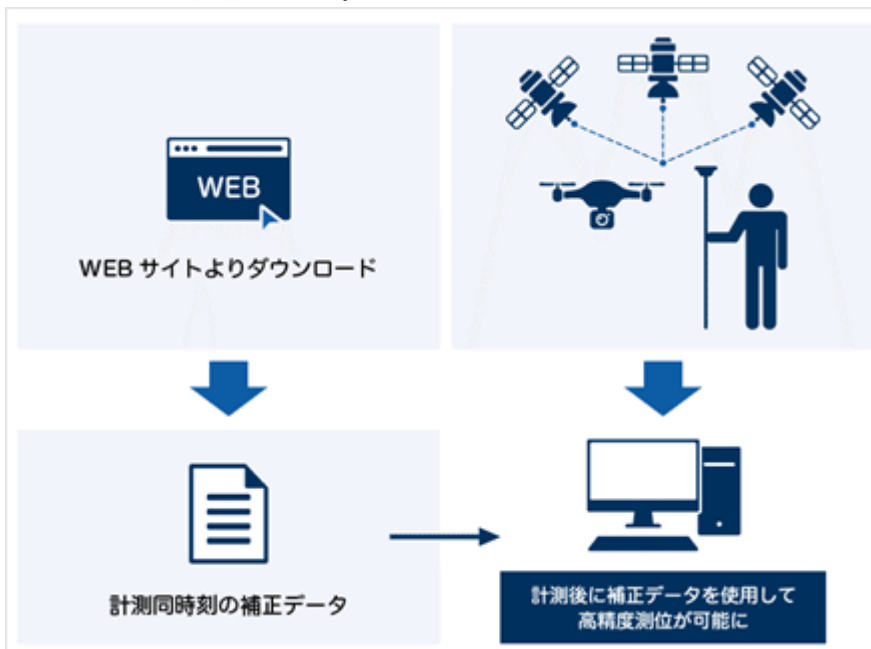 WEB
WEB サイトよりダウンロード
計測同時刻の補正データ
計測後に補正データを使用して
高精度測位が可能に